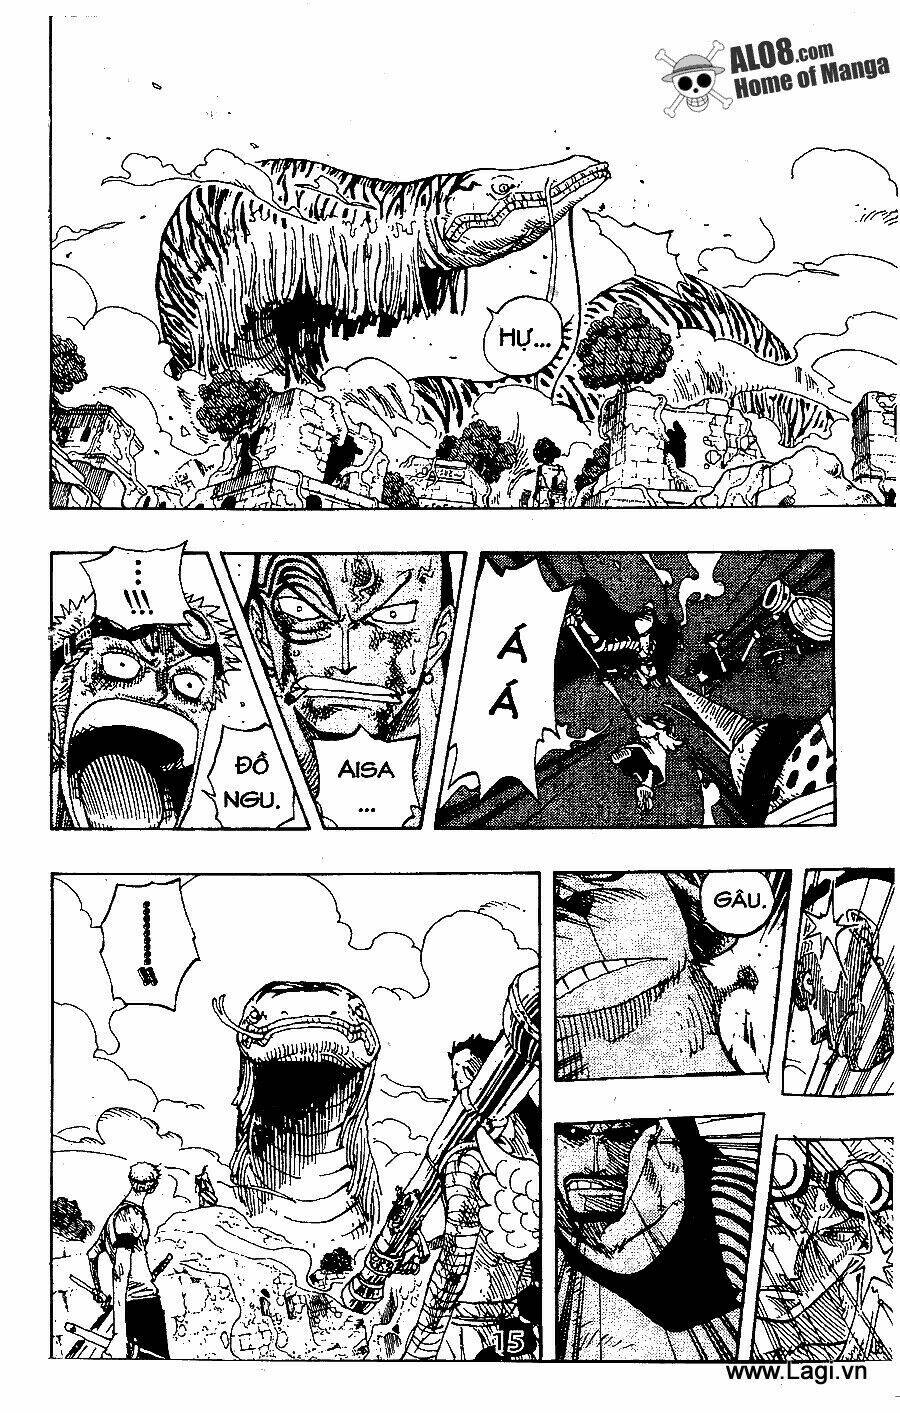 AL08.com
Home of Manga
HỰ...
...
!!!!
ĐỒ
NGU.
AISA
...
Á
Á
..........!!
GÂU.
15
www.Lagi.vn